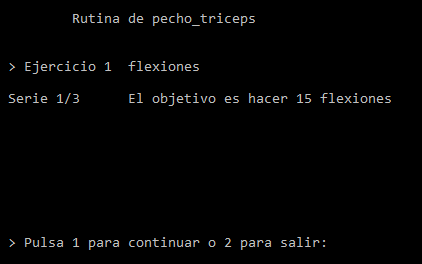 Rutina de pecho_triceps
> Ejercicio 1 flexiones
Serie 1/3 El objetivo es hacer 15 flexiones
> Pulsa 1 para continuar o 2 para salir: